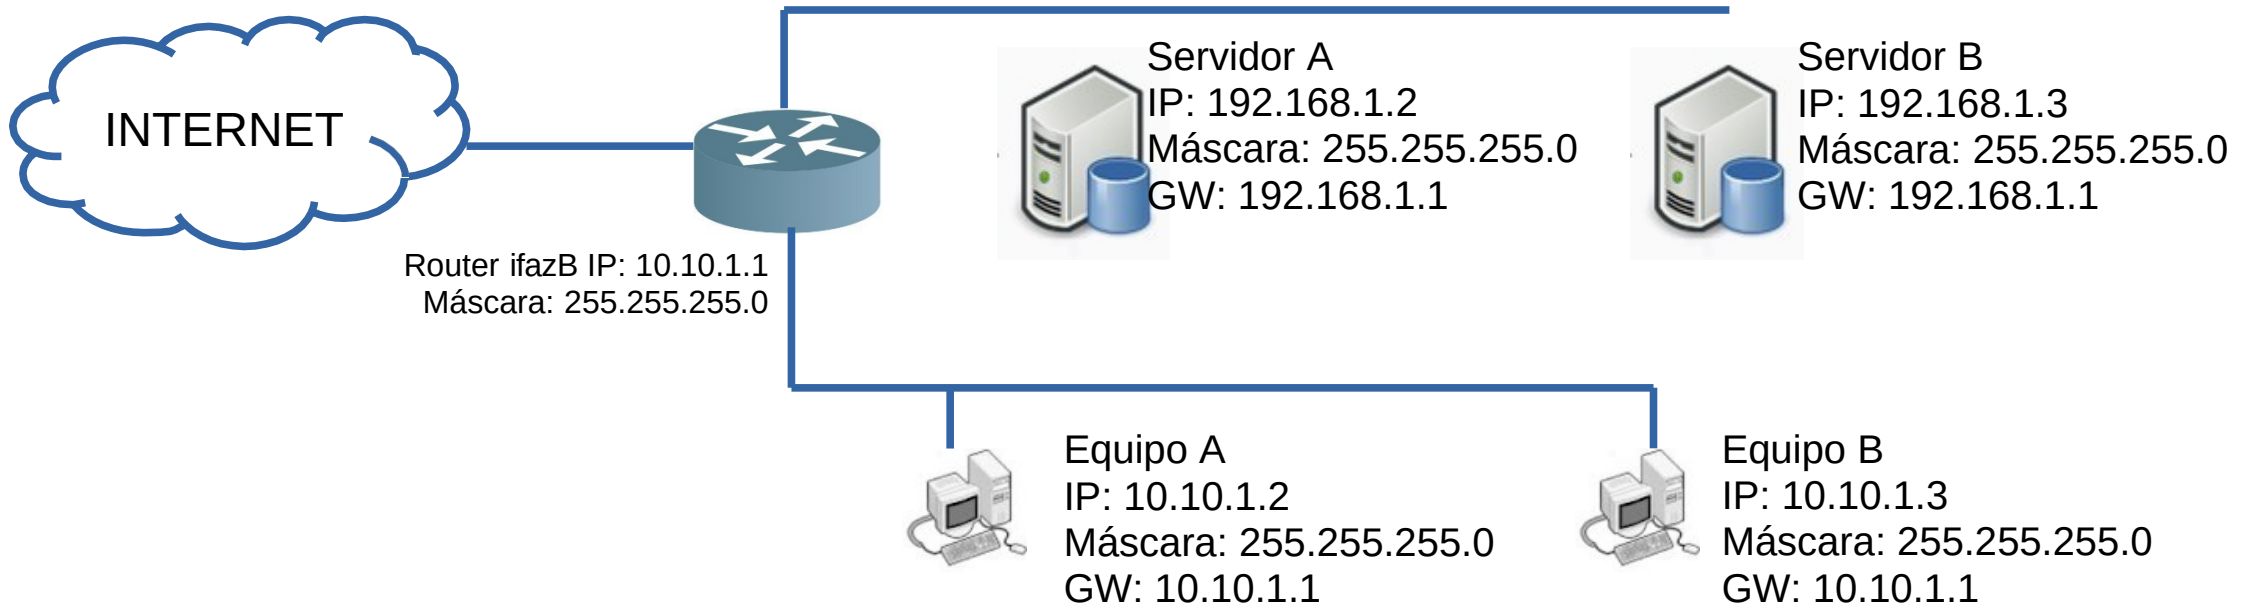 INTERNET
Servidor A
IP: 192.168.1.2
Máscara: 255.255.255.0
GW: 192.168.1.1
Servidor B
IP: 192.168.1.3
Máscara: 255.255.255.0
GW: 192.168.1.1
Router ifazB IP: 10.10.1.1
Máscara: 255.255.255.0
Equipo A
IP: 10.10.1.2
Máscara: 255.255.255.0
GW: 10.10.1.1
Equipo B
IP: 10.10.1.3
Máscara: 255.255.255.0
GW: 10.10.1.1